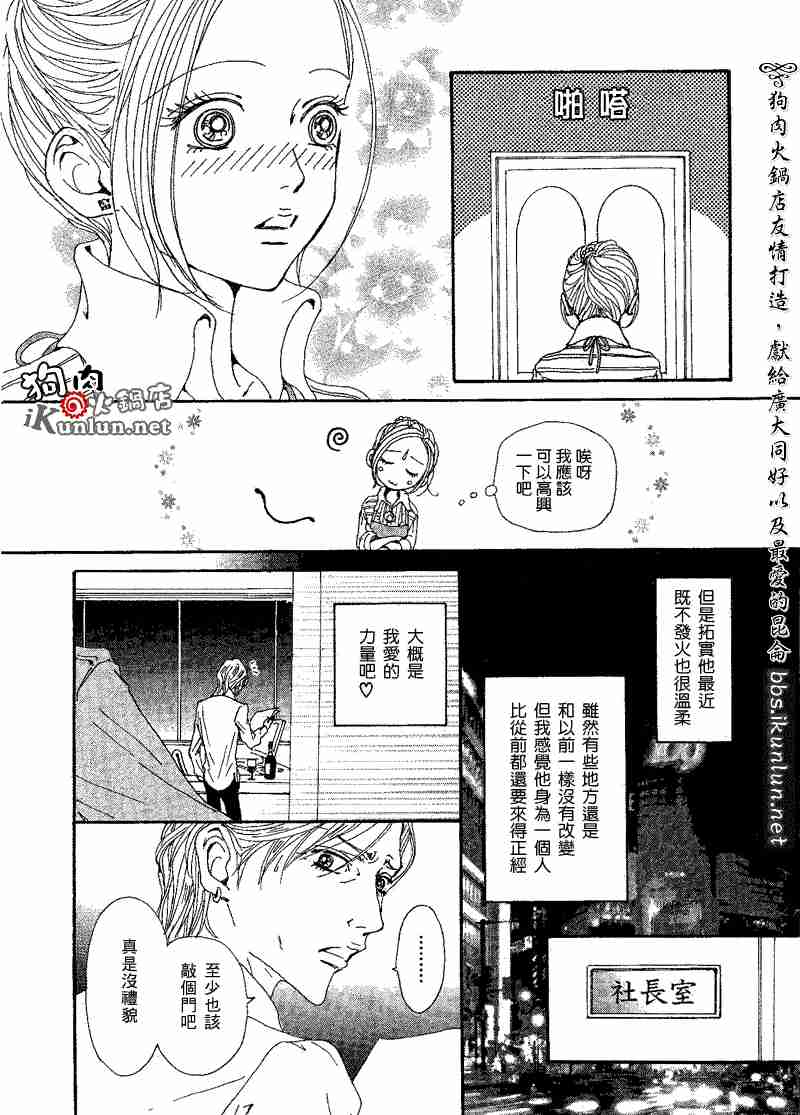 啪嗒
唉呀
我應該
可以高興
一下吧
但是拓實他最近
既不發火也很溫柔
雖然有些地方還是
和以前一樣沒有改變
但我感覺他身為一個人
比從前都還要來得正經
大概是
我愛的
力量吧♡
社長室
………
至少也該
敲個門吧
真是沒禮貌
狗肉火鍋店
iKunlun.net
狗肉火鍋店友情打造，獻給廣大同好以及最愛的昆侖 bbs.ikunlun.net
17